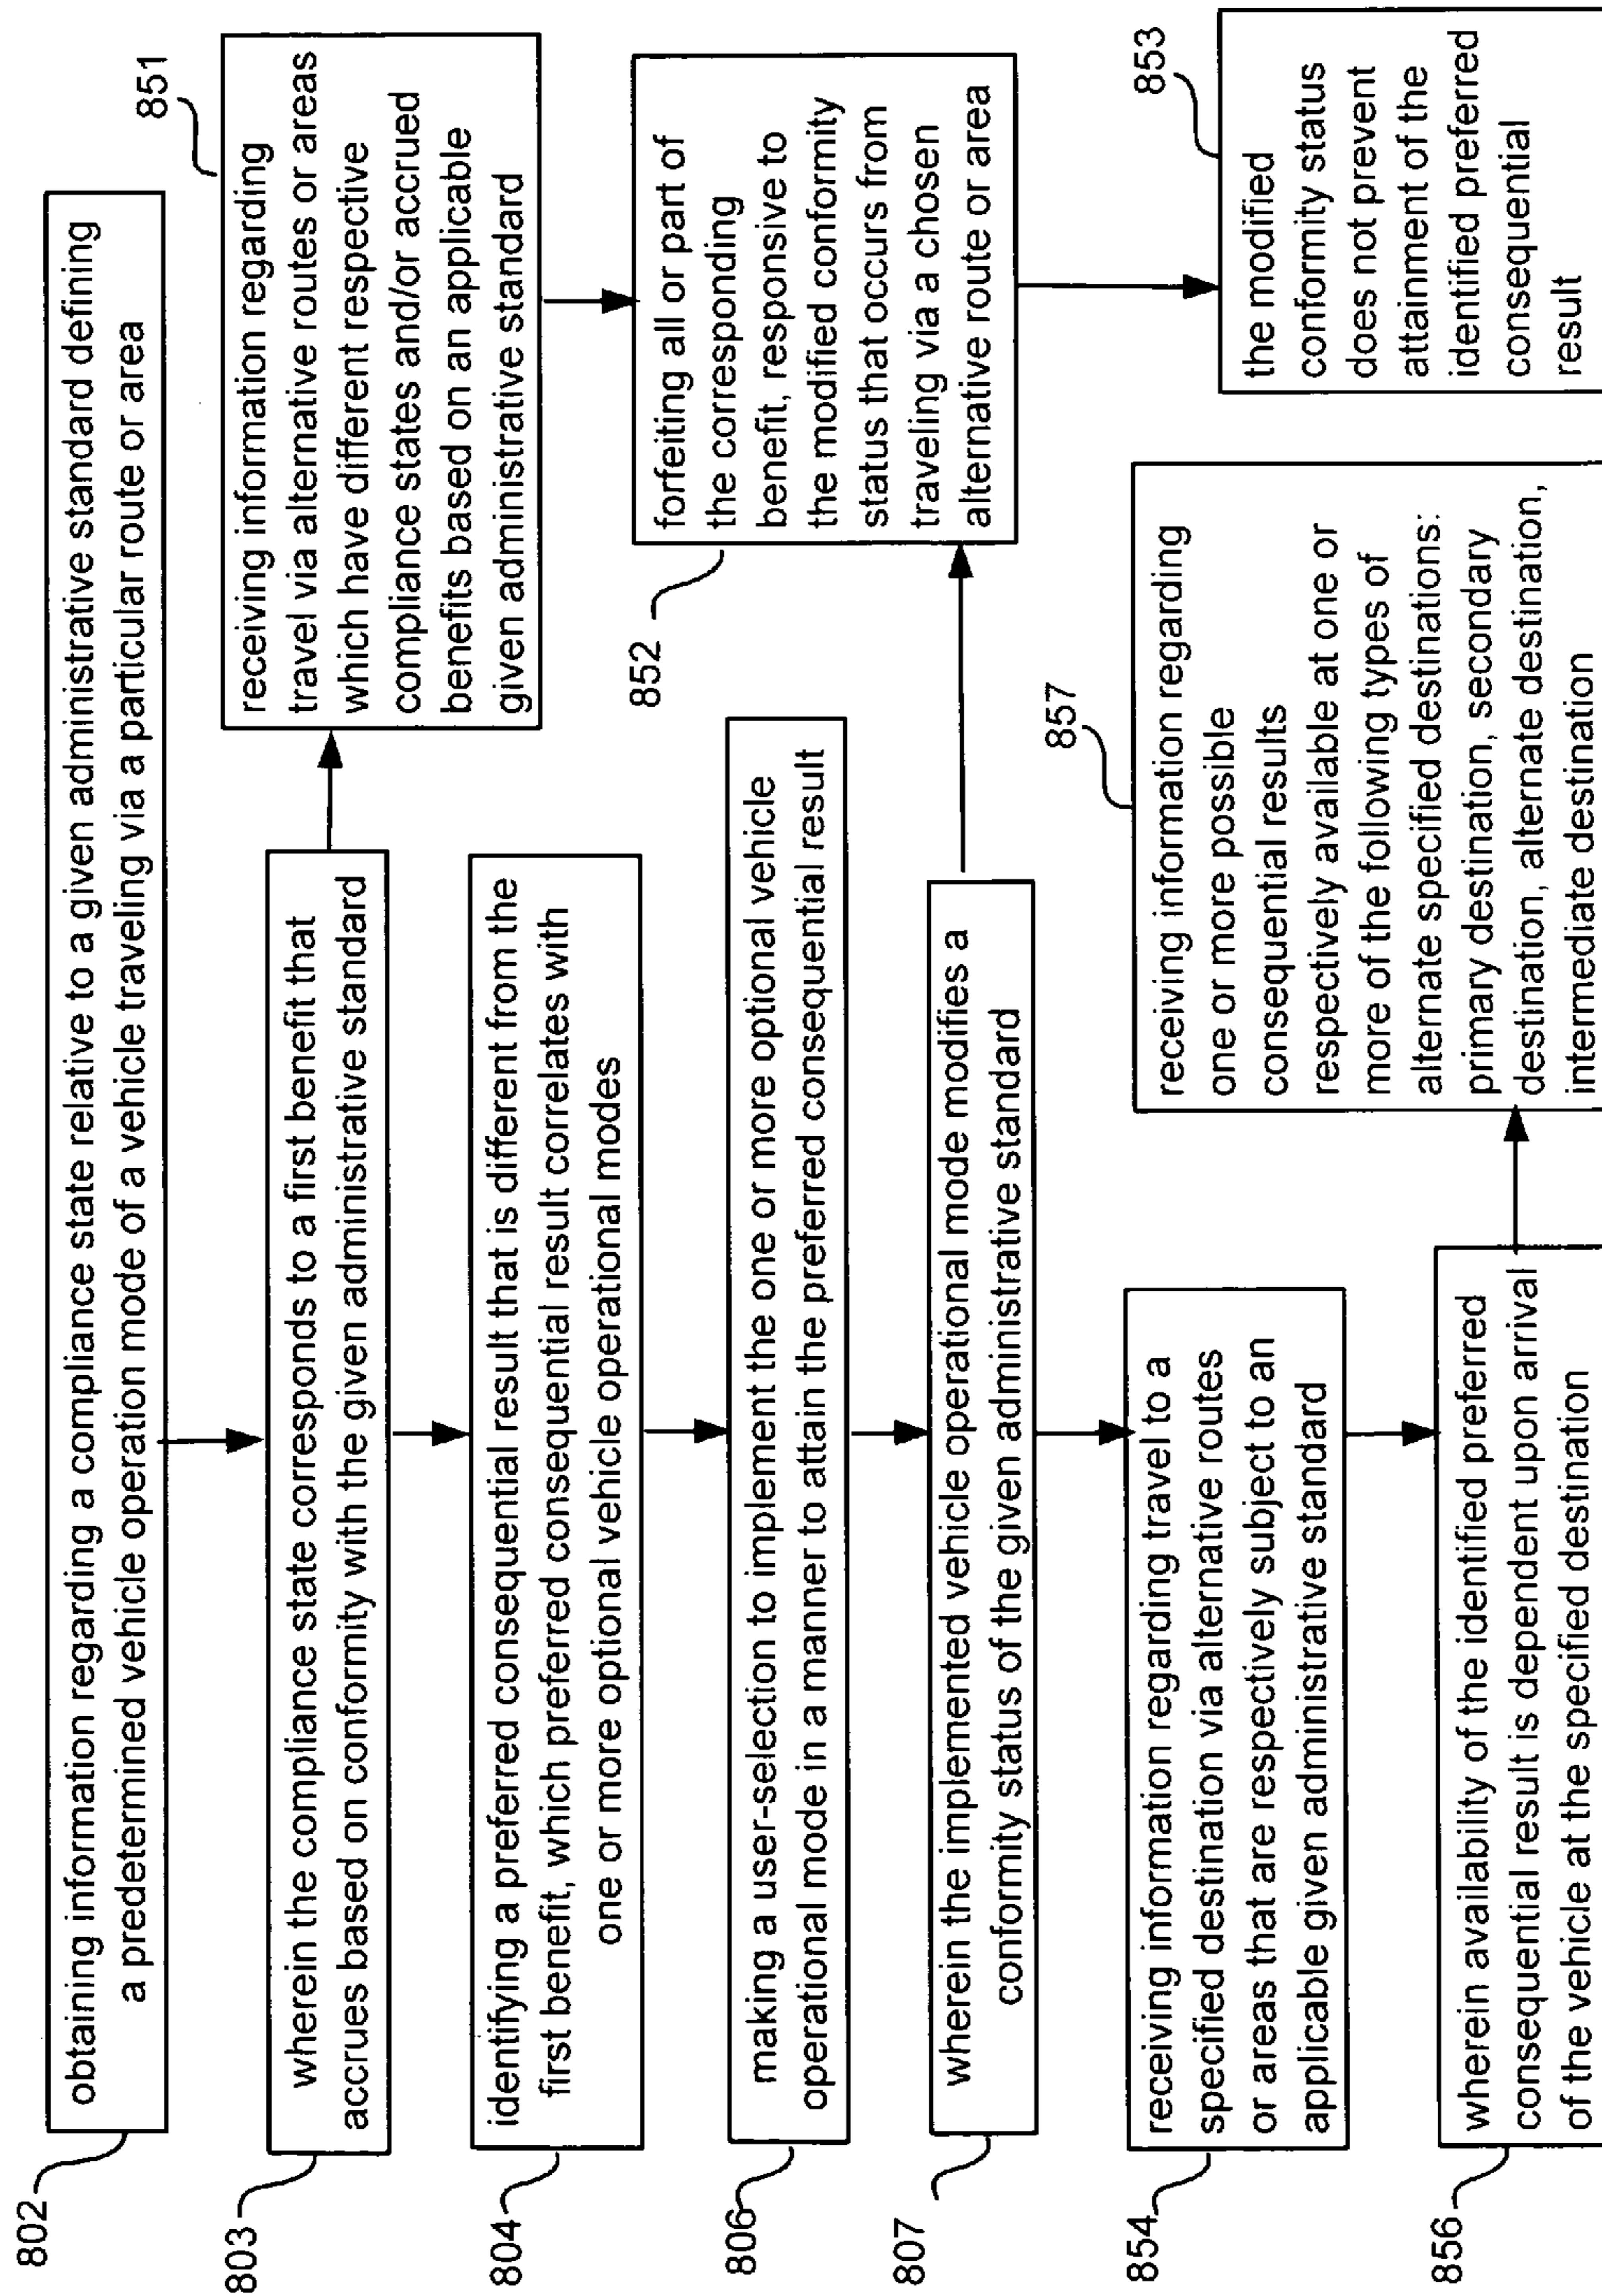 802
obtaining information regarding a compliance state relative to a given administrative standard defining
a predetermined vehicle operation mode of a vehicle traveling via a particular route or area
803
wherein the compliance state corresponds to a first benefit that
accrues based on conformity with the given administrative standard
851
receiving information regarding
travel via alternative routes or areas
which have different respective
compliance states and/or accrued
benefits based on an applicable
given administrative standard
804
identifying a preferred consequential result that is different from the
first benefit, which preferred consequential result correlates with
one or more optional vehicle operational modes
852
forfeiting all or part of
the corresponding
benefit, responsive to
the modified conformity
status that occurs from
traveling via a chosen
alternative route or area
806
making a user-selection to implement the one or more optional vehicle
operational mode in a manner to attain the preferred consequential result
807
wherein the implemented vehicle operational mode modifies a
conformity status of the given administrative standard
853
the modified
conformity status
does not prevent
attainment of the
identified preferred
consequential
result
854
receiving information regarding travel to a
specified destination via alternative routes
or areas that are respectively subject to an
applicable given administrative standard
857
receiving information regarding
one or more possible
consequential results
respectively available at one or
more of the following types of
alternate specified destinations:
primary destination, secondary
destination, alternate destination,
intermediate destination
856
wherein availability of the identified preferred
consequential result is dependent upon arrival
of the vehicle at the specified destination